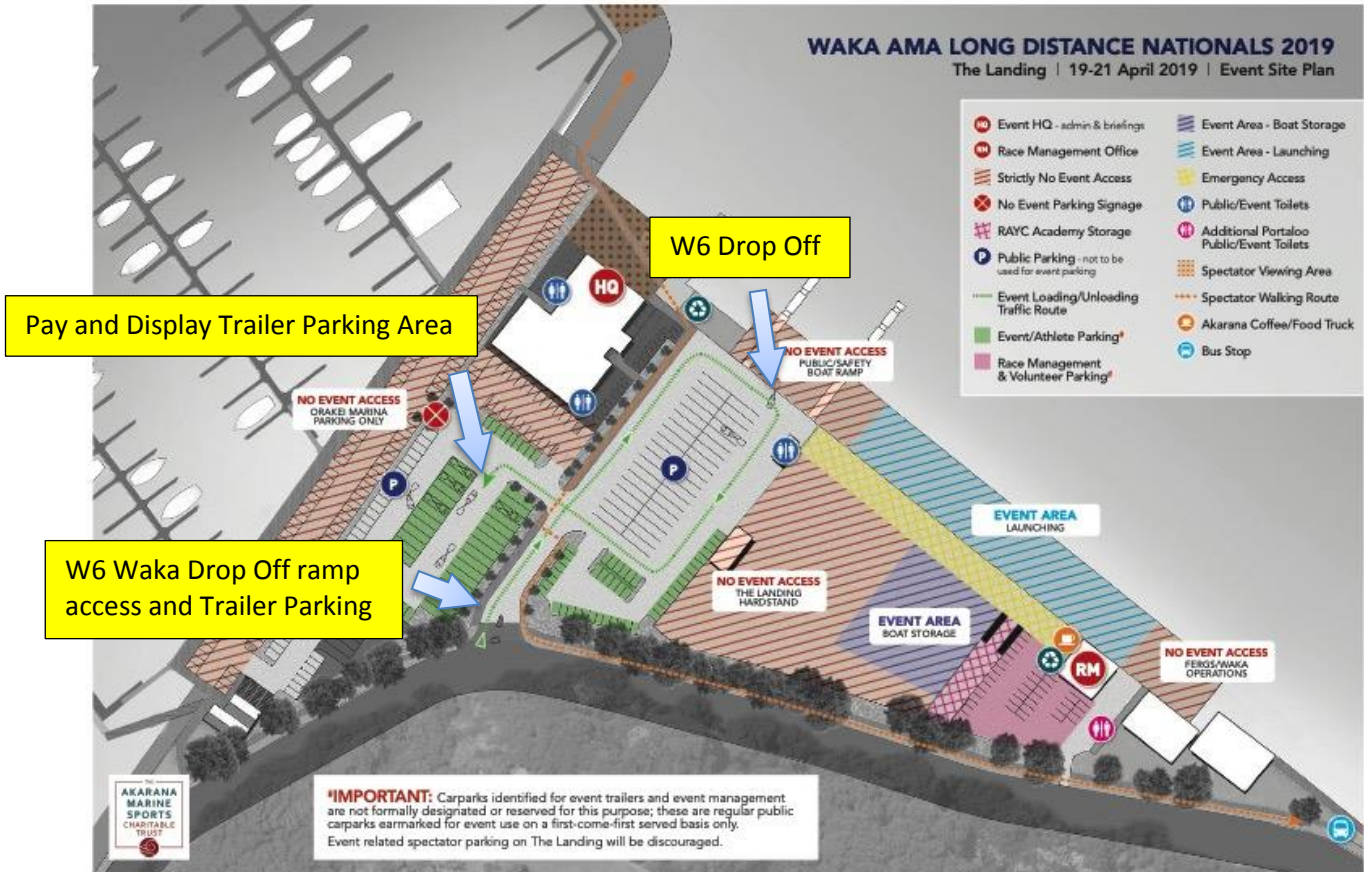 WAKA AMA LONG DISTANCE NATIONALS 2019
The Landing | 19-21 April 2019 | Event Site Plan
HQ Event HQ - admin & briefings
RM Race Management Office
Strictly No Event Access
No Event Parking Signage
RAYC Academy Storage
P Public Parking - not to be
used for event parking
Event Loading/Unloading
Traffic Route
Event/Athlete Parking#
Race Management
& Volunteer Parking#
Event Area - Boat Storage
Event Area - Launching
Emergency Access
Public/Event Toilets
Additional Portaloo
Public/Event Toilets
Spectator Viewing Area
Spectator Walking Route
Akarana Coffee/Food Truck
Bus Stop
W6 Drop Off
HQ
Pay and Display Trailer Parking Area
NO EVENT ACCESS
PUBLIC/SAFETY
BOAT RAMP
NO EVENT ACCESS
ORAKEI MARINA
PARKING ONLY
P
P
EVENT AREA
LAUNCHING
W6 Waka Drop Off ramp
access and Trailer Parking
NO EVENT ACCESS
THE LANDING
HARDSTAND
EVENT AREA
BOAT STORAGE
RM
NO EVENT ACCESS
FERGS/WAKA
OPERATIONS
THE
AKARANA
MARINE
SPORTS
CHARITABLE
TRUST
#IMPORTANT: Carparks identified for event trailers and event management
are not formally designated or reserved for this purpose; these are regular public
carparks earmarked for event use on a first-come-first served basis only.
Event related spectator parking on The Landing will be discouraged.